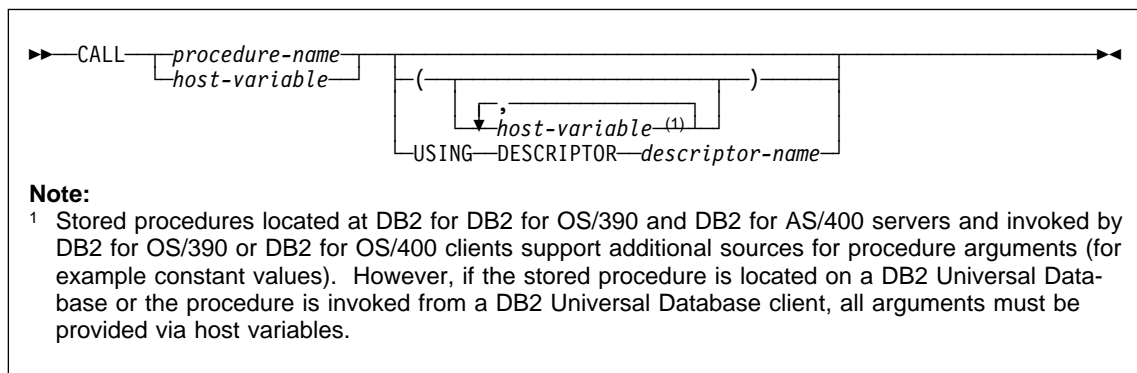 CALL procedure-name
host-variable
( )
,
host-variable (1)
USING DESCRIPTOR descriptor-name
Note:
1 Stored procedures located at DB2 for DB2 for OS/390 and DB2 for AS/400 servers and invoked by
DB2 for OS/390 or DB2 for OS/400 clients support additional sources for procedure arguments (for
example constant values). However, if the stored procedure is located on a DB2 Universal Data-
base or the procedure is invoked from a DB2 Universal Database client, all arguments must be
provided via host variables.